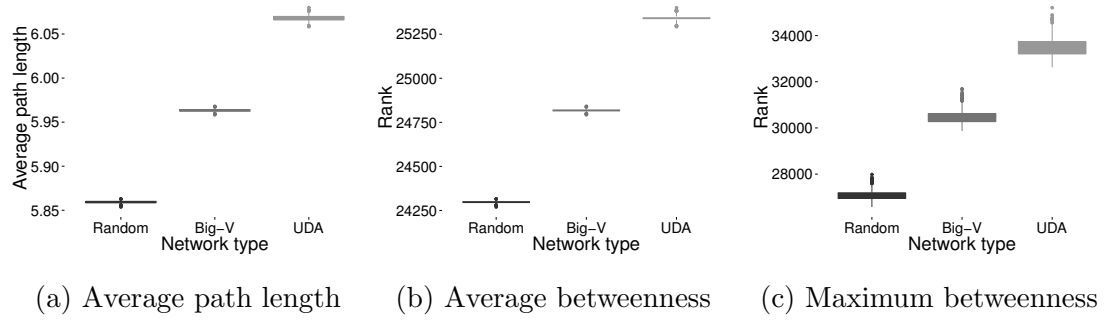 Average path length
6.05
6.00
5.95
5.90
5.85
Random Big-V UDA
Network type
Rank
25250
25000
24750
24500
24250
Random Big-V UDA
Network type
Rank
34000
32000
30000
28000
Random Big-V UDA
Network type
(a) Average path length (b) Average betweenness (c) Maximum betweenness